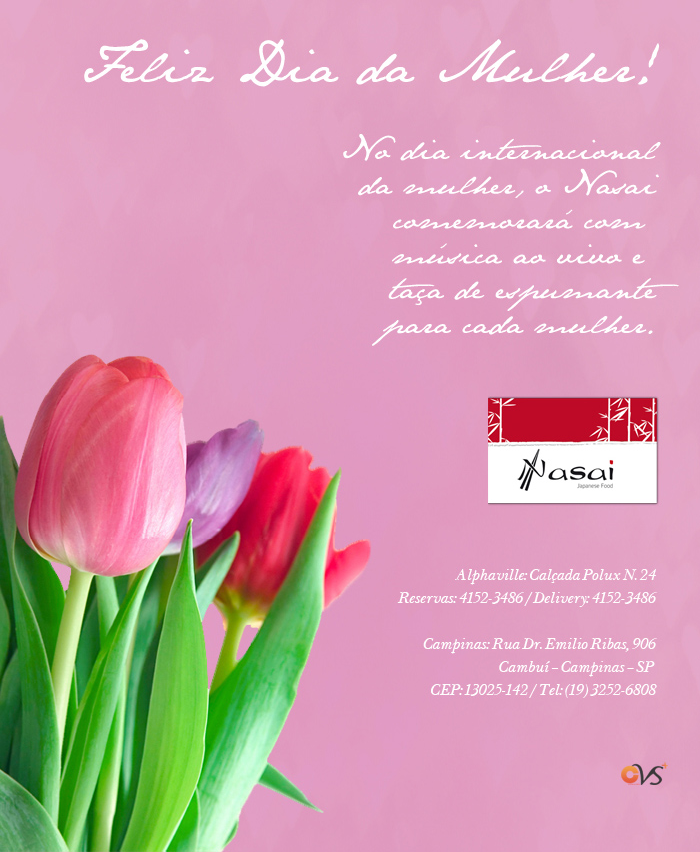 Feliz Dia da Mulher!
No dia internacional
da mulher, o Nasai
comemorará com
música ao vivo e
taça de espumante
para cada mulher.
Nasai
Japanese Food
Alphaville: Calçada Polux N. 24
Reservas: 4152-3486 / Delivery: 4152-3486
Campinas: Rua Dr. Emilio Ribas, 906
Cambuí – Campinas – SP
CEP: 13025-142 / Tel: (19) 3252-6808
OVS